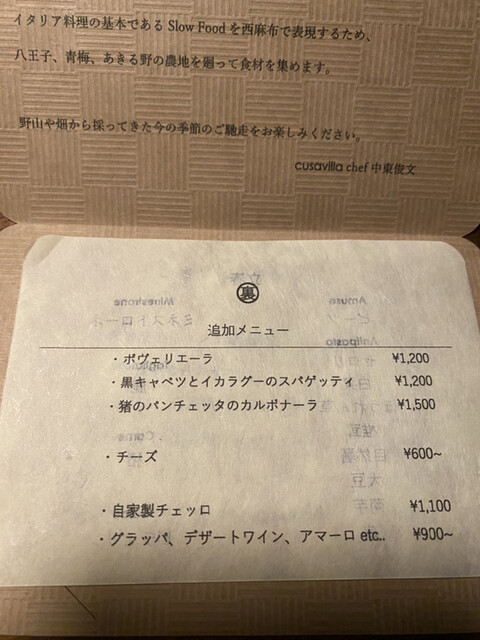 イタリア料理の基本である Slow Food を西麻布で表現するため、
八王子、青梅、あきる野の農地を廻って食材を集めます。
野山や畑から採ってきた今の季節のご馳走をお楽しみください。
cusavilla chef 中東俊文
裏
追加メニュー
・ボヴェリエーラ ¥1,200
・黒キャベツとイカラグーのスパゲッティ ¥1,200
・猪のパンチェッタのカルボナーラ ¥1,500
・チーズ ¥600~
・自家製チェッロ ¥1,100
・グラッパ、デザートワイン、アマーロ etc.. ¥900~